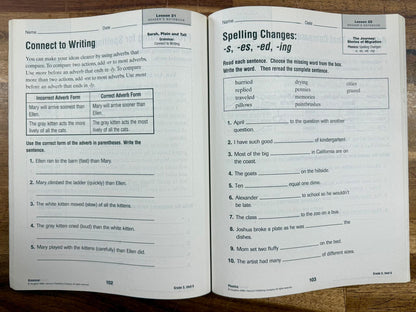 Name Date
Lesson 21
READER'S NOTEBOOK
Sarah, Plain and Tall
Grammar:
Connect to Writing
Connect to Writing
You can make your ideas clearer by using adverbs that
compare. To compare two actions, add er to most adverbs.
Use more before an adverb that ends in -ly. To compare
more than two actions, add -est to most adverbs. Use most
before an adverb that ends in -ly.
Incorrect Adverb Form Correct Adverb Form
Mary will arrive soonest than Ellen. Mary will arrive sooner than Ellen.
The gray kitten acts more lively of all the cats. The gray kitten acts the most lively of all the cats.
Use the correct form of the adverb in parentheses. Write the
sentence.
1. Ellen ran to the barn (fast) than Mary.
2. Mary climbed the ladder (quickly) than Ellen.
3. The white kitten moved (slow) of all the kittens.
4. The gray kitten cried (loud) then the white kitten.
5. Mary played with the kittens (carefully) than Ellen did.
Grammar
102
Grade 3, Unit 5
Name Date
Lesson 22
READER'S NOTEBOOK
The Journey:
Stories of Migration
Phonics: Spelling Changes:
-s, -es, -ed, -ing
Spelling Changes:
-s, -es, -ed, -ing
Read each sentence. Choose the missing word from the box.
Write the word. Then reread the complete sentence.
hurried drying cities
replied pennies grazed
traveled memories
pillows paintbrushes
1. April to the question with another
question.
2. I have such good of kindergarten.
3. Most of the big in California are on
the coast.
4. The goats on the hillside.
5. Ten equal one dime.
6. Alexander to school so he wouldn't
be late.
7. The class to the zoo on a bus.
8. Joshua broke a plate as he was the
dishes.
9. Mom set two fluffy on the bed.
10. The artist had many of different sizes.
Phonics
103
Grade 3, Unit 5